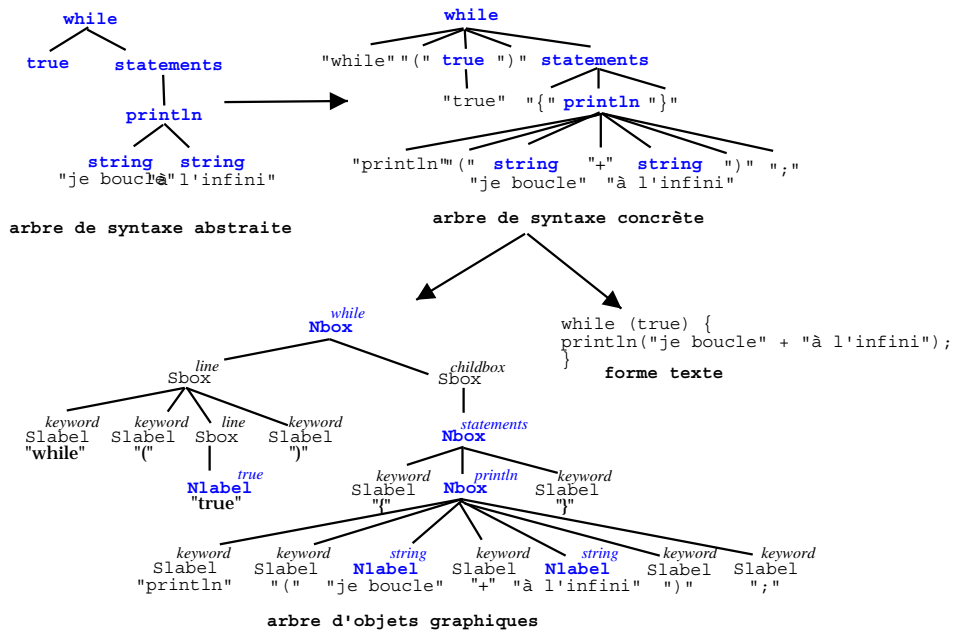 while
true statements
println
string string
"je boucle" "à l'infini"
arbre de syntaxe abstraite
while
"while" "(" true ")" statements
"true" "{" println "}"
"println" "(" string "+" string ")" ";"
"je boucle" "à l'infini"
arbre de syntaxe concrète
while (true) {
println("je boucle" + "à l'infini");
}
forme texte
while
Nbox
line
Sbox
childbox
Sbox
keyword keyword line keyword
Slabel Slabel Sbox Slabel
"while" "(" ")"
true
Nlabel
"true"
statements
Nbox
keyword println keyword
Slabel Nbox Slabel
"{" "}"
keyword keyword string keyword string keyword keyword
Slabel Slabel Nlabel Slabel Nlabel Slabel Slabel
"println" "(" "je boucle" "+" "à l'infini" ")" ";"
arbre d'objets graphiques